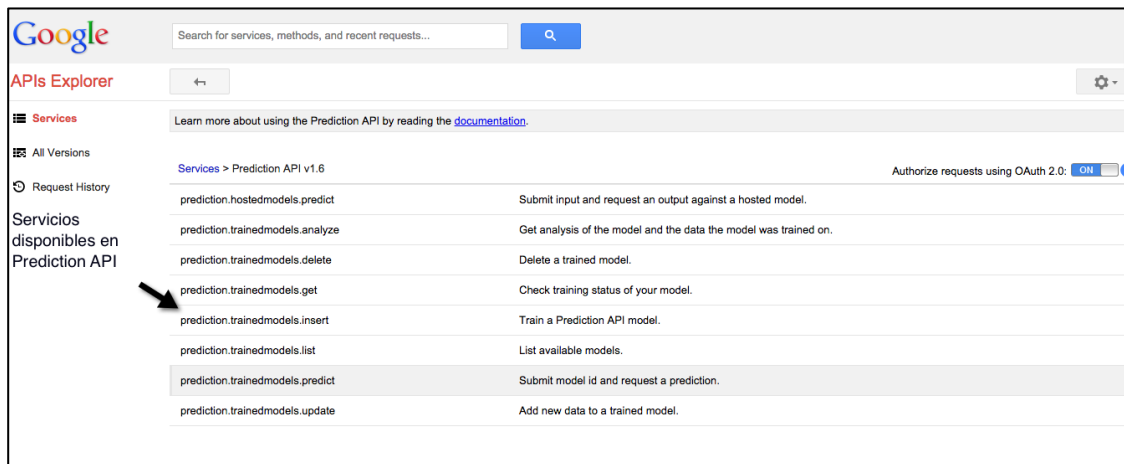 Google
Search for services, methods, and recent requests...
APIs Explorer
Services
Learn more about using the Prediction API by reading the documentation.
All Versions
Services > Prediction API v1.6
Authorize requests using OAuth 2.0: ON
Request History
prediction.hostedmodels.predict Submit input and request an output against a hosted model.
Servicios
disponibles en
Prediction API
prediction.trainedmodels.analyze Get analysis of the model and the data the model was trained on.
prediction.trainedmodels.delete Delete a trained model.
prediction.trainedmodels.get Check training status of your model.
prediction.trainedmodels.insert Train a Prediction API model.
prediction.trainedmodels.list List available models.
prediction.trainedmodels.predict Submit model id and request a prediction.
prediction.trainedmodels.update Add new data to a trained model.